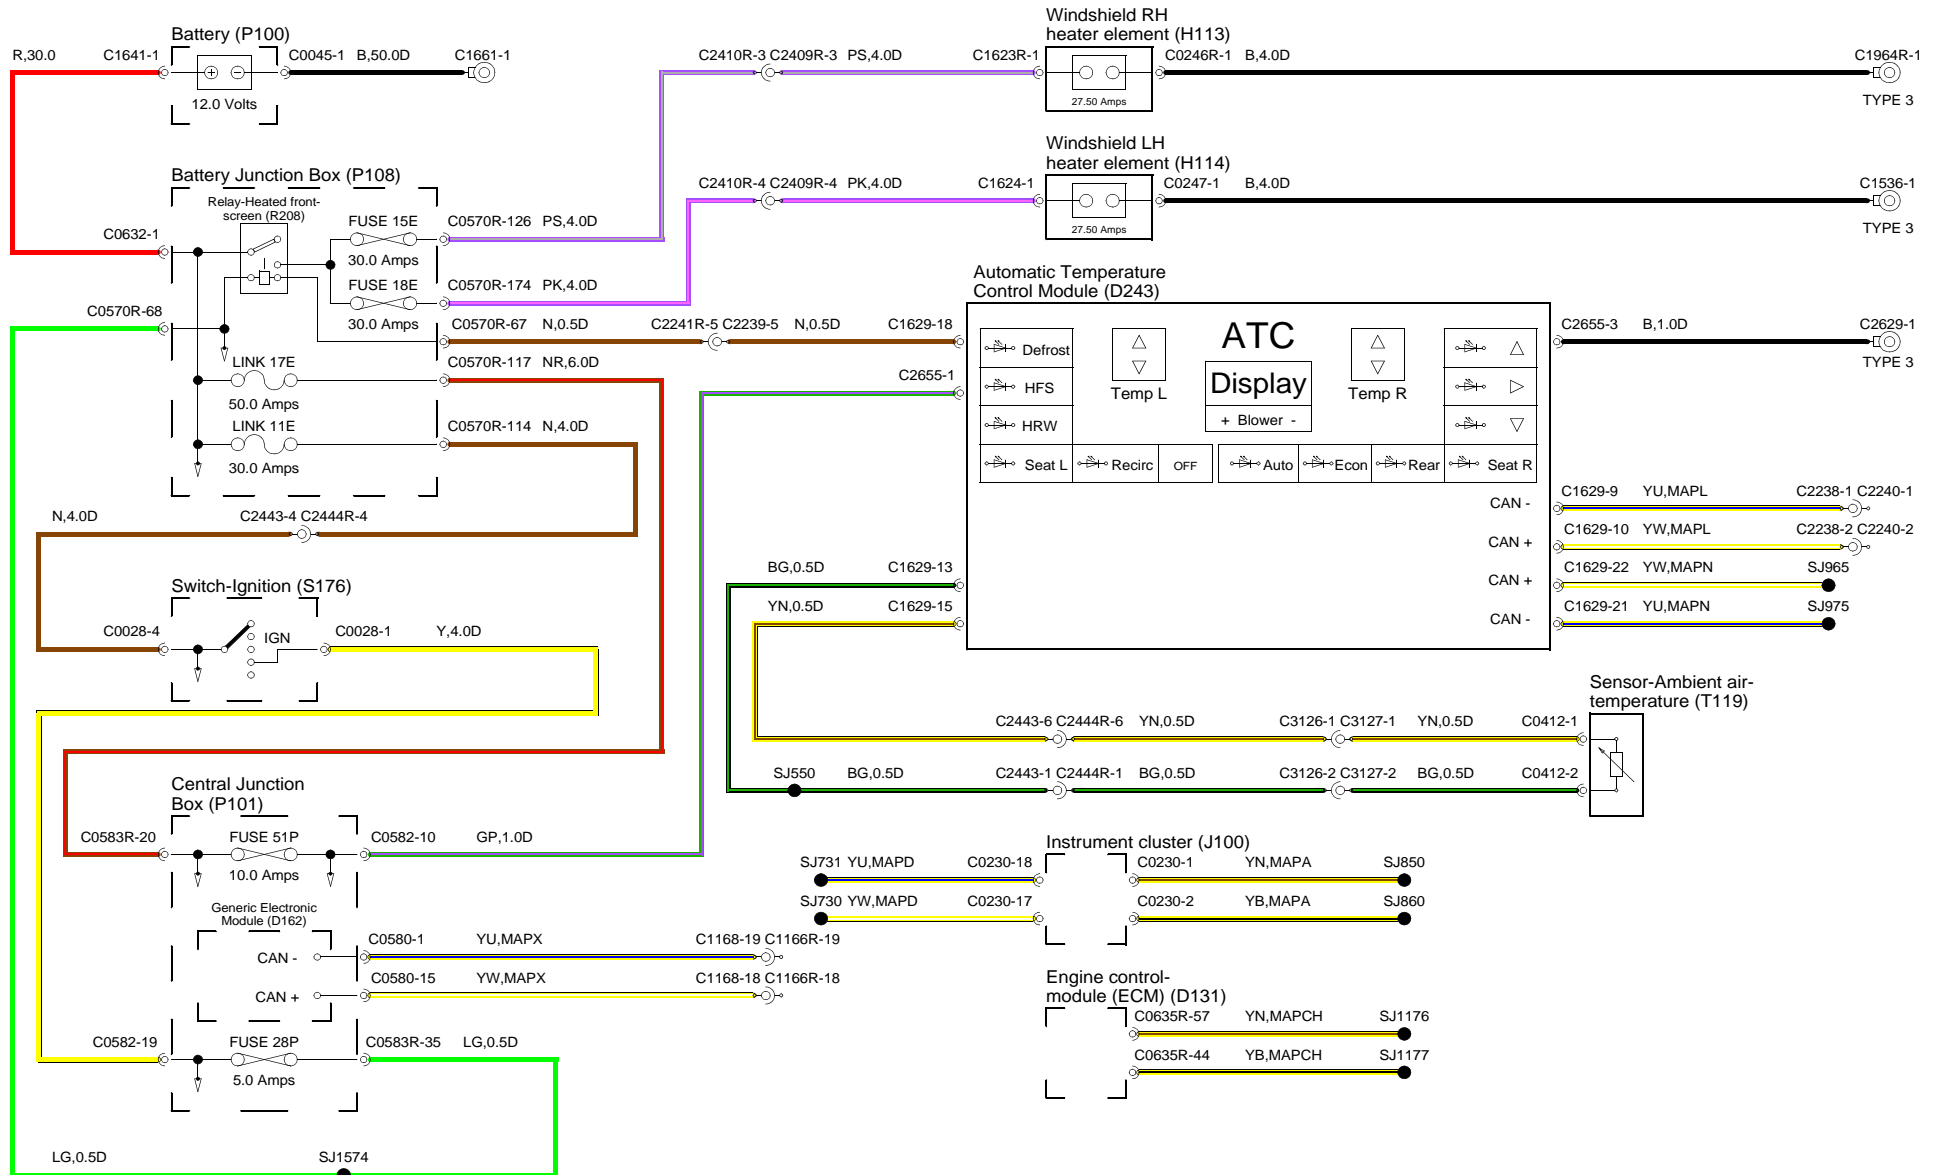 Battery (P100)
R,30.0
C1641-1
C0045-1 B,50.0D
C1661-1
12.0 Volts
C2410R-3 C2409R-3 PS,4.0D
C1623R-1
Windshield RH
heater element (H113)
27.50 Amps
C0246R-1 B,4.0D
C1964R-1
TYPE 3
C2410R-4 C2409R-4 PK,4.0D
C1624-1
Windshield LH
heater element (H114)
27.50 Amps
C0247-1 B,4.0D
C1536-1
TYPE 3
Battery Junction Box (P108)
Relay-Heated front-
screen (R208)
C0632-1
FUSE 15E
30.0 Amps
C0570R-126 PS,4.0D
FUSE 18E
30.0 Amps
C0570R-174 PK,4.0D
C0570R-68
C0570R-67 N,0.5D
C2241R-5 C2239-5 N,0.5D
C1629-18
LINK 17E
50.0 Amps
C0570R-117 NR,6.0D
LINK 11E
30.0 Amps
C0570R-114 N,4.0D
C2655-1
Automatic Temperature
Control Module (D243)
Defrost
HFS
HRW
Seat L
Recirc
OFF
Temp L
ATC
Display
+ Blower -
Temp R
Auto
Econ
Rear
Seat R
C2655-3 B,1.0D
C2629-1
TYPE 3
CAN -
C1629-9 YU,MAPL
C2238-1 C2240-1
CAN +
C1629-10 YW,MAPL
C2238-2 C2240-2
CAN +
C1629-22 YW,MAPN
SJ965
CAN -
C1629-21 YU,MAPN
SJ975
BG,0.5D
C1629-13
YN,0.5D
C1629-15
N,4.0D
C2443-4 C2444R-4
Switch-Ignition (S176)
C0028-4
IGN
C0028-1
Y,4.0D
Sensor-Ambient air-
temperature (T119)
C2443-6 C2444R-6 YN,0.5D
C3126-1 C3127-1 YN,0.5D
C0412-1
SJ550
BG,0.5D
C2443-1 C2444R-1 BG,0.5D
C3126-2 C3127-2 BG,0.5D
C0412-2
Central Junction
Box (P101)
C0583R-20
FUSE 51P
10.0 Amps
C0582-10
GP,1.0D
Generic Electronic
Module (D162)
CAN -
C0580-1
YU,MAPX
C1168-19 C1166R-19
CAN +
C0580-15
YW,MAPX
C1168-18 C1166R-18
C0582-19
FUSE 28P
5.0 Amps
C0583R-35 LG,0.5D
LG,0.5D
SJ1574
Instrument cluster (J100)
SJ731 YU,MAPD
C0230-18
C0230-1
YN,MAPA
SJ850
SJ730 YW,MAPD
C0230-17
C0230-2
YB,MAPA
SJ860
Engine control-
module (ECM) (D131)
C0635R-57
YN,MAPCH
SJ1176
C0635R-44
YB,MAPCH
SJ1177